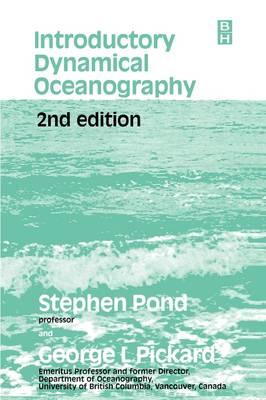 B
H
Introductory
Dynamical
Oceanography
2nd edition
Stephen Pond
professor
and
George L Pickard
Emeritus Professor and Former Director,
Department of Oceanography,
University of British Columbia, Vancouver, Canada